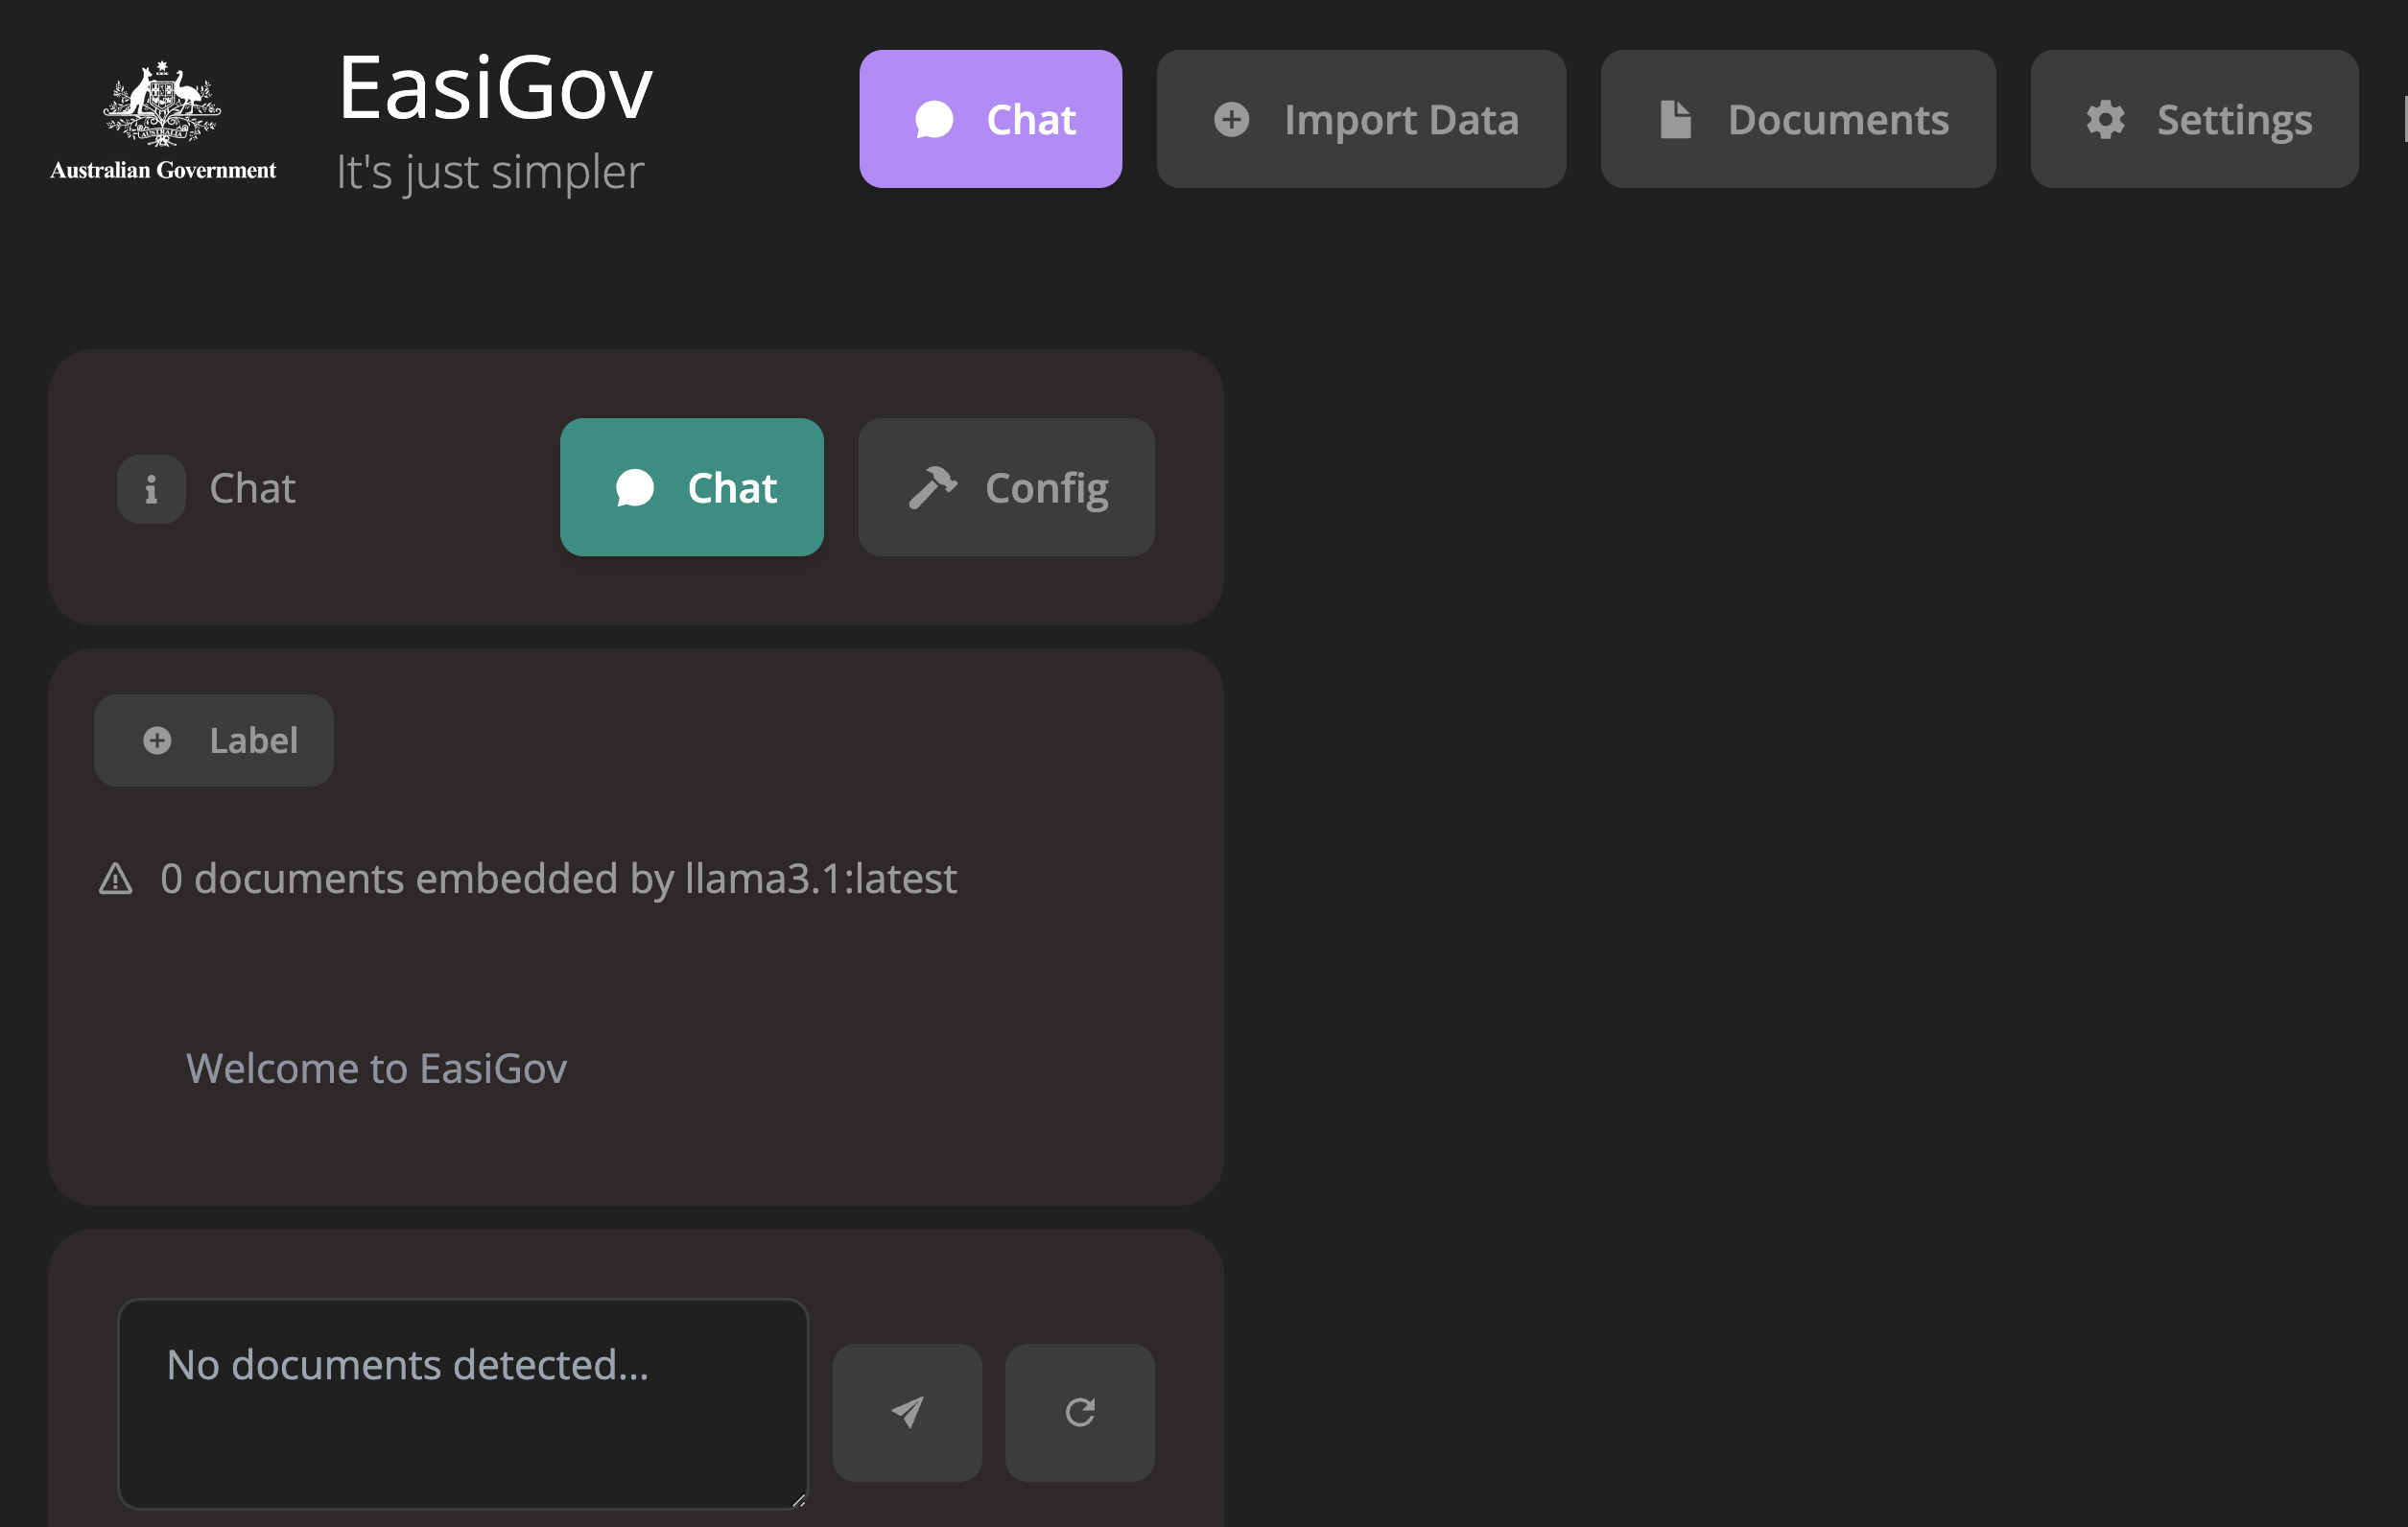 EasiGov
It's just simpler
AUSTRALIA
Australian Government
Chat
Import Data
Documents
Settings
Chat
Chat
Config
Label
0 documents embedded by llama3.1:latest
Welcome to EasiGov
No documents detected...